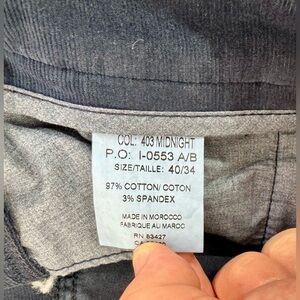 COL: 403 MIDNIGHT
P.O: I-0553 A/B
SIZE/TAILLE: 40/34
97% COTTON/COTON
3% SPANDEX
MADE IN MOROCCO
FABRIQUE AU MAROC
RN 83427